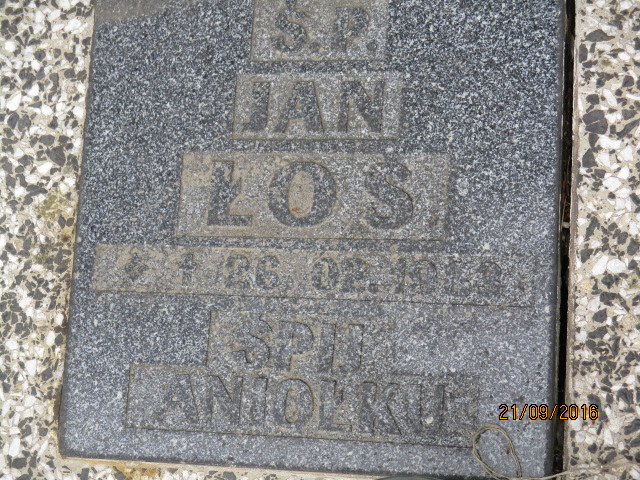 Ś.P.
JAN
ŁOŚ
* † 26.02.
ŚPIJ
ANIOŁKU
21/09/2016